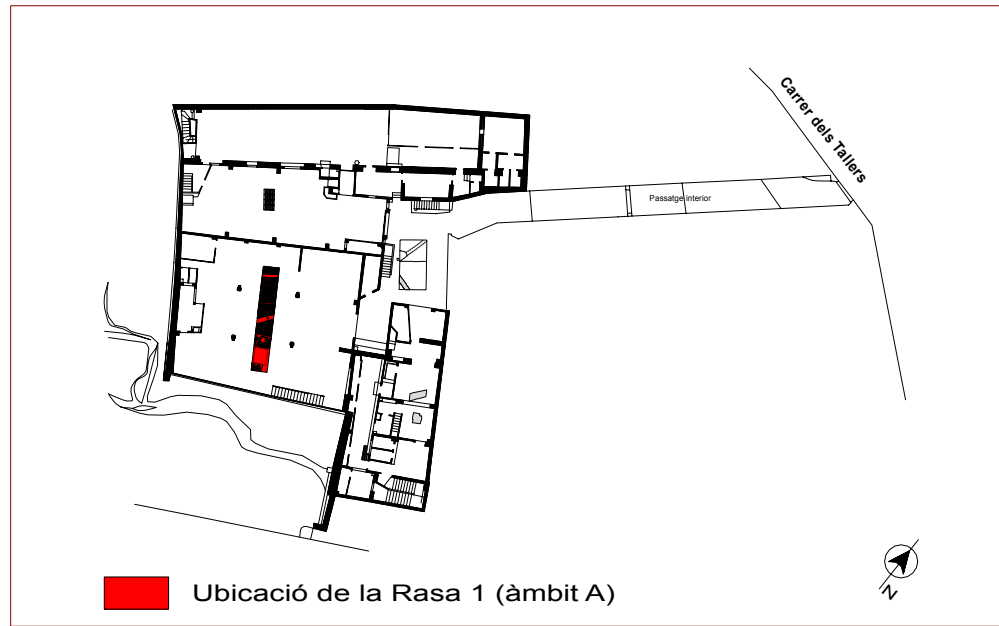 Carrer dels Tallers
Passatge interior
Ubicació de la Rasa 1 (àmbit A)
N